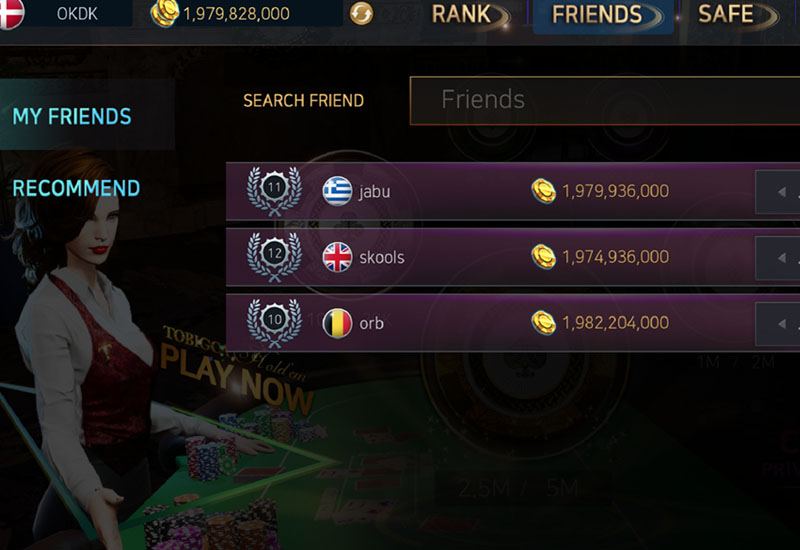 OKDK 1,979,828,000 RANK FRIENDS SAFE
SEARCH FRIEND Friends
MY FRIENDS
RECOMMEND
11 jabu 1,979,936,000
12 skools 1,974,936,000
10 orb 1,982,204,000
Hold'em
PLAY NOW
1M / 2M
2.5M / 5M